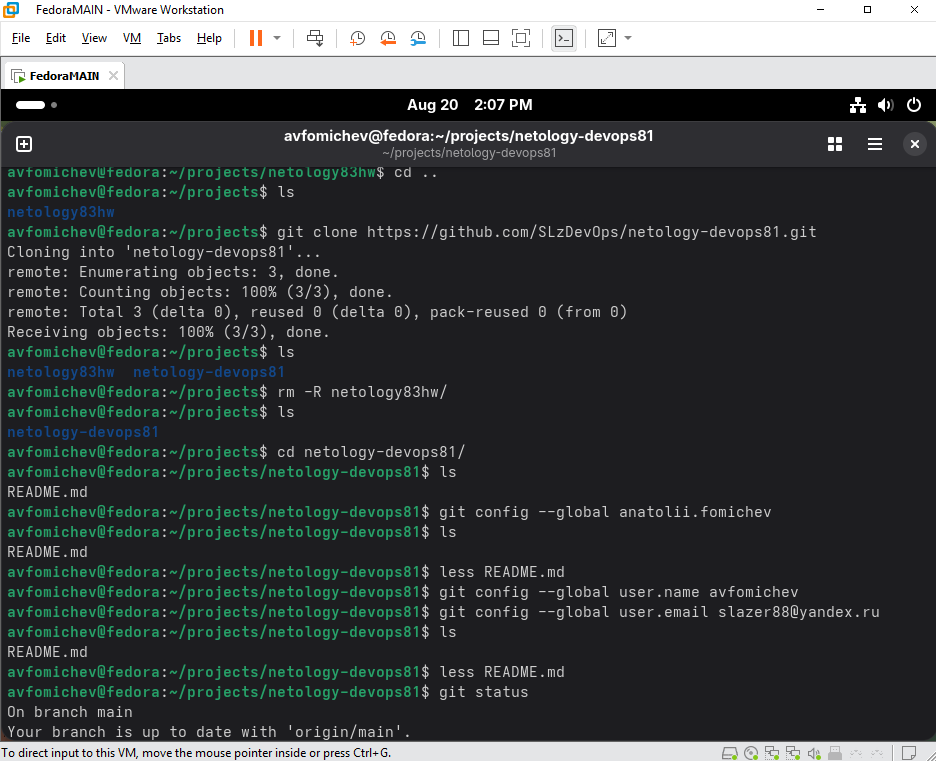 FedoraMAIN - VMware Workstation
File Edit View VM Tabs Help
FedoraMAIN
Aug 20 2:07 PM
avfomichev@fedora:~/projects/netology-devops81
~/projects/netology-devops81
avfomichev@fedora:~/projects/netology83hw$ cd ..
avfomichev@fedora:~/projects$ ls
netology83hw
avfomichev@fedora:~/projects$ git clone https://github.com/SLzDevOps/netology-devops81.git
Cloning into 'netology-devops81'...
remote: Enumerating objects: 3, done.
remote: Counting objects: 100% (3/3), done.
remote: Total 3 (delta 0), reused 0 (delta 0), pack-reused 0 (from 0)
Receiving objects: 100% (3/3), done.
avfomichev@fedora:~/projects$ ls
netology83hw  netology-devops81
avfomichev@fedora:~/projects$ rm -R netology83hw/
avfomichev@fedora:~/projects$ ls
netology-devops81
avfomichev@fedora:~/projects$ cd netology-devops81/
avfomichev@fedora:~/projects/netology-devops81$ ls
README.md
avfomichev@fedora:~/projects/netology-devops81$ git config --global anatolii.fomichev
avfomichev@fedora:~/projects/netology-devops81$ ls
README.md
avfomichev@fedora:~/projects/netology-devops81$ less README.md
avfomichev@fedora:~/projects/netology-devops81$ git config --global user.name avfomichev
avfomichev@fedora:~/projects/netology-devops81$ git config --global user.email slazer88@yandex.ru
avfomichev@fedora:~/projects/netology-devops81$ ls
README.md
avfomichev@fedora:~/projects/netology-devops81$ less README.md
avfomichev@fedora:~/projects/netology-devops81$ git status
On branch main
Your branch is up to date with 'origin/main'.
To direct input to this VM, move the mouse pointer inside or press Ctrl+G.